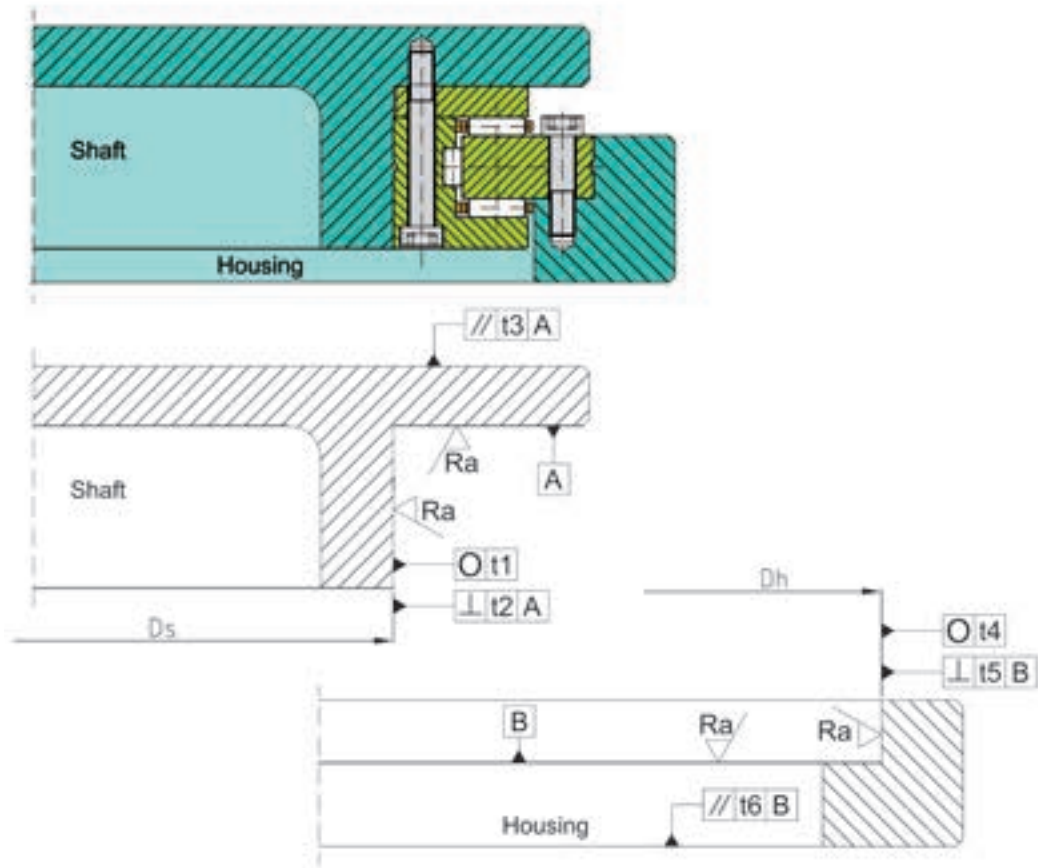 Shaft
Housing
// t3 A
Ra
A
Shaft
Ra
O t1
⊥ t2 A
Ds
Dh
O t4
⊥ t5 B
B
Ra
Ra
// t6 B
Housing